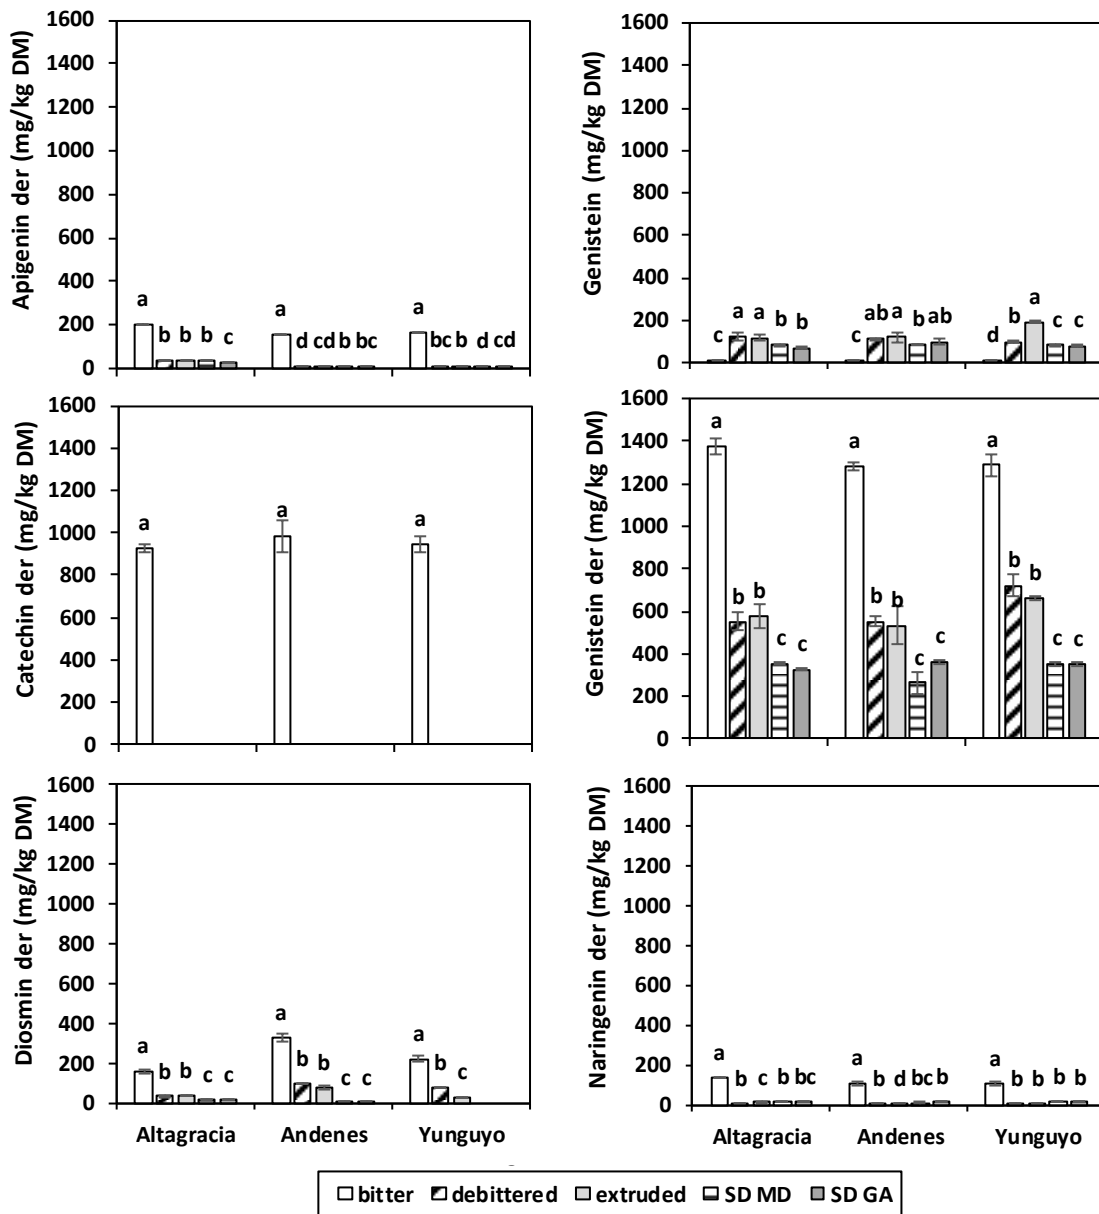 Apigenin der (mg/kg DM)
1600
1400
1200
1000
800
600
400
200
0
a b b b c
a d cd b bc
a bc b d cd
Genistein (mg/kg DM)
1600
1400
1200
1000
800
600
400
200
0
c a a b b
c ab a b ab
d b a c c
Catechin der (mg/kg DM)
1600
1400
1200
1000
800
600
400
200
0
a
a
a
Genistein der (mg/kg DM)
1600
1400
1200
1000
800
600
400
200
0
a b b c c
a b b c c
a b b c c
Diosmin der (mg/kg DM)
1600
1400
1200
1000
800
600
400
200
0
a b b c c
a b b c c
a b c
Altagracia Andenes Yunguyo
Naringenin der (mg/kg DM)
1600
1400
1200
1000
800
600
400
200
0
a b c b bc
a b d bc b
a b b b b
Altagracia Andenes Yunguyo
bitter debittered extruded SD MD SD GA